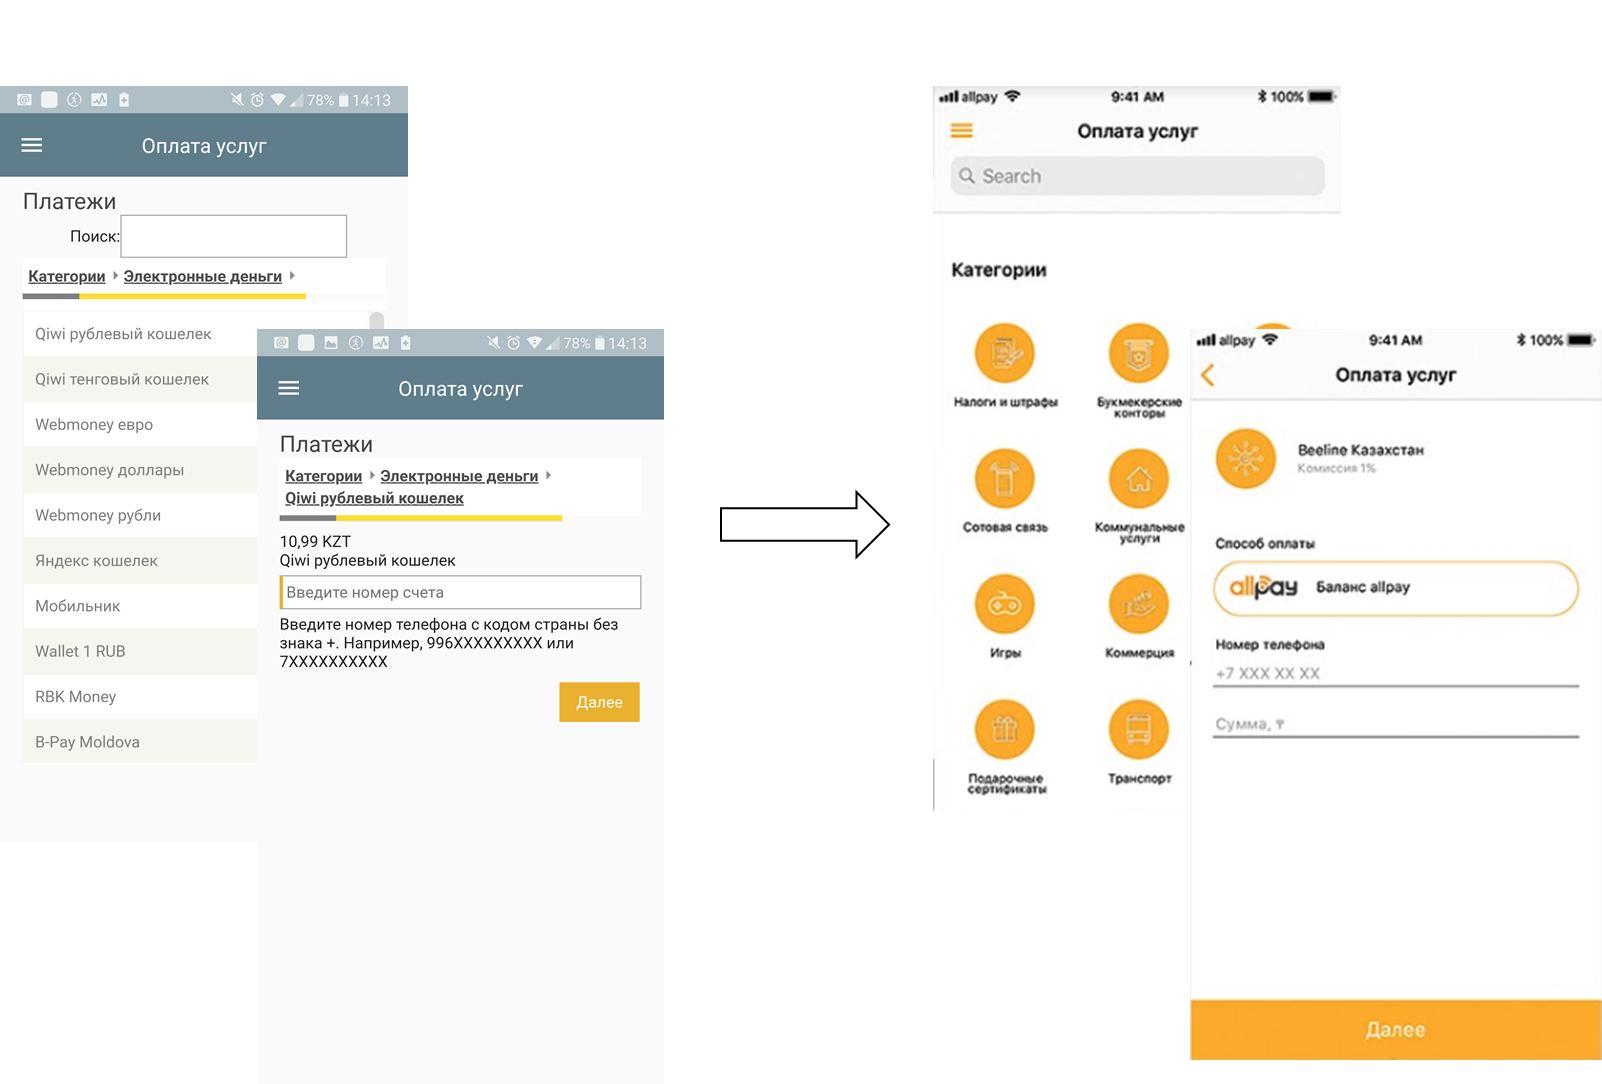 78% 14:13
Оплата услуг
Платежи
Поиск:
Категории Электронные деньги
Qiwi рублевый кошелек
Qiwi тенговый кошелек
Webmoney евро
Webmoney доллары
Webmoney рубли
Яндекс кошелек
Мобильник
Wallet 1 RUB
RBK Money
B-Pay Moldova
78% 14:13
Оплата услуг
Платежи
Категории Электронные деньги
Qiwi рублевый кошелек
10,99 KZT
Qiwi рублевый кошелек
Введите номер счета
Введите номер телефона с кодом страны без
знака +. Например, 996XXXXXXXXX или
7XXXXXXXXXX
Далее
allpay 9:41 AM 100%
Оплата услуг
Search
Категории
Налоги и штрафы
Букмекерские
конторы
Сотовая связь
Коммунальные
услуги
Игры
Коммерция
Подарочные
сертификаты
Транспорт
allpay 9:41 AM 100%
Оплата услуг
Beeline Казахстан
Комиссия 1%
Способ оплаты
allpay Баланс allpay
Номер телефона
+7 XXX XX XX
Сумма, ₸
Далее